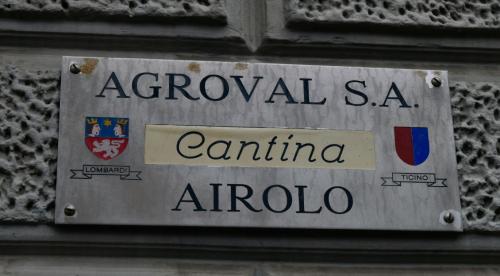 AGROVAL S.A.
Cantina
LOMBARDI
TICINO
AIROLO